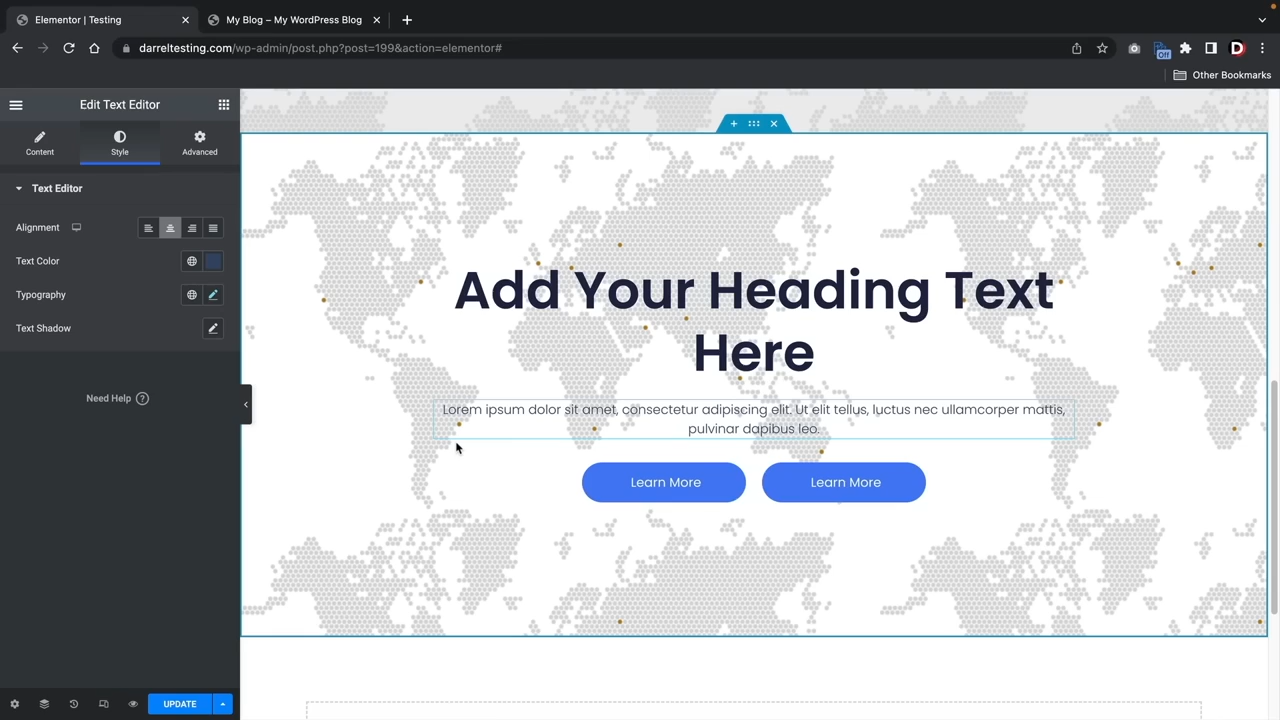 Elementor | Testing
My Blog – My WordPress Blog
darreltesting.com/wp-admin/post.php?post=199&action=elementor#
Off
D
Other Bookmarks
Edit Text Editor
Content
Style
Advanced
Text Editor
Alignment
Text Color
Typography
Text Shadow
Need Help ?
Add Your Heading Text
Here
Lorem ipsum dolor sit amet, consectetur adipiscing elit. Ut elit tellus, luctus nec ullamcorper mattis,
pulvinar dapibus leo.
Learn More
Learn More
UPDATE